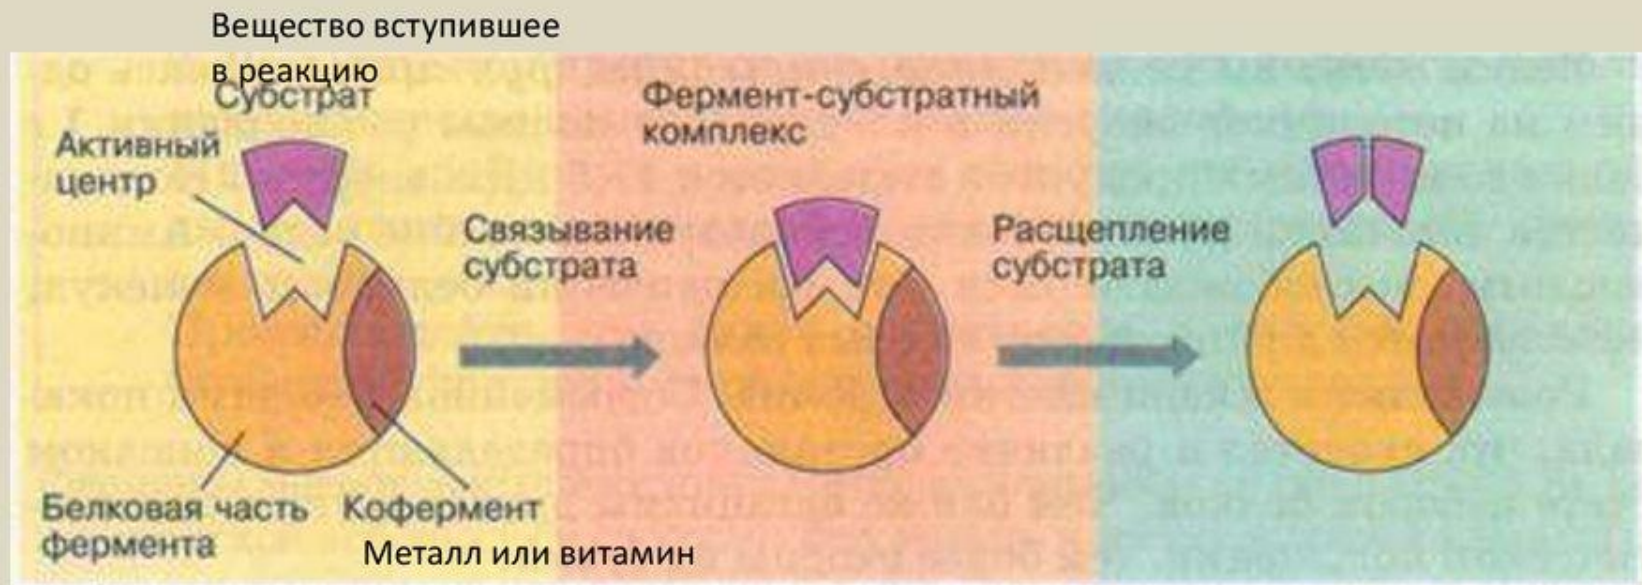 Вещество вступившее
в реакцию
Субстрат
Активный
центр
Фермент-субстратный
комплекс
Связывание
субстрата
Расщепление
субстрата
Белковая часть
фермента
Кофермент
Металл или витамин